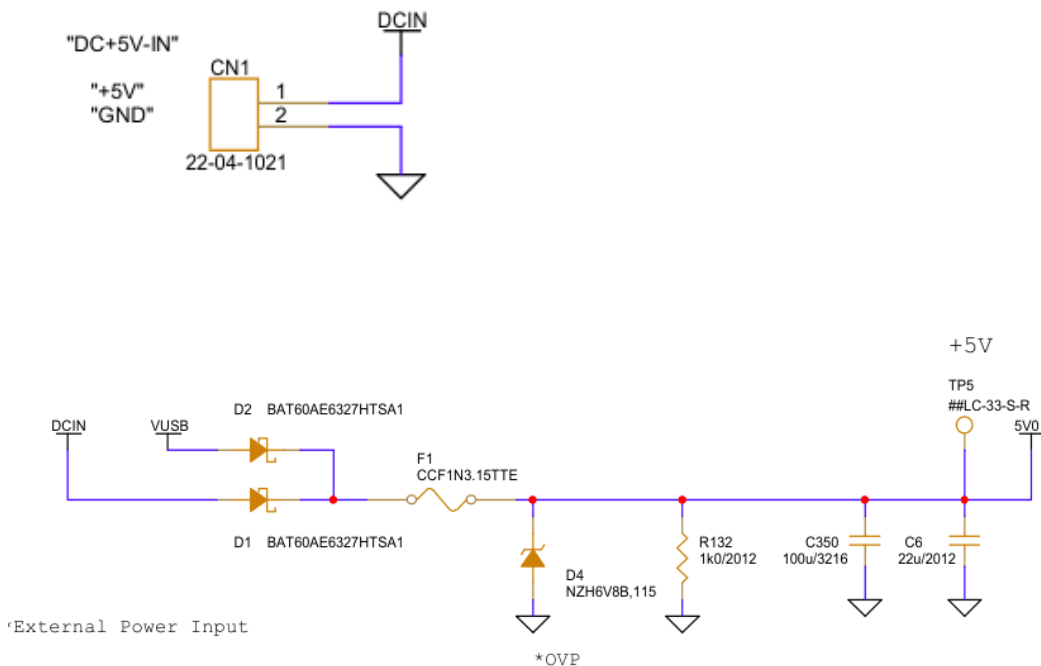 DCIN
"DC+5V-IN"
CN1
"+5V"
"GND"
1
2
22-04-1021
+5V
TP5
##LC-33-S-R
5V0
D2 BAT60AE6327HTSA1
DCIN
VUSB
F1
CCF1N3.15TTE
D1 BAT60AE6327HTSA1
D4
NZH6V8B,115
R132
1k0/2012
C350
100u/3216
C6
22u/2012
External Power Input
*OVP